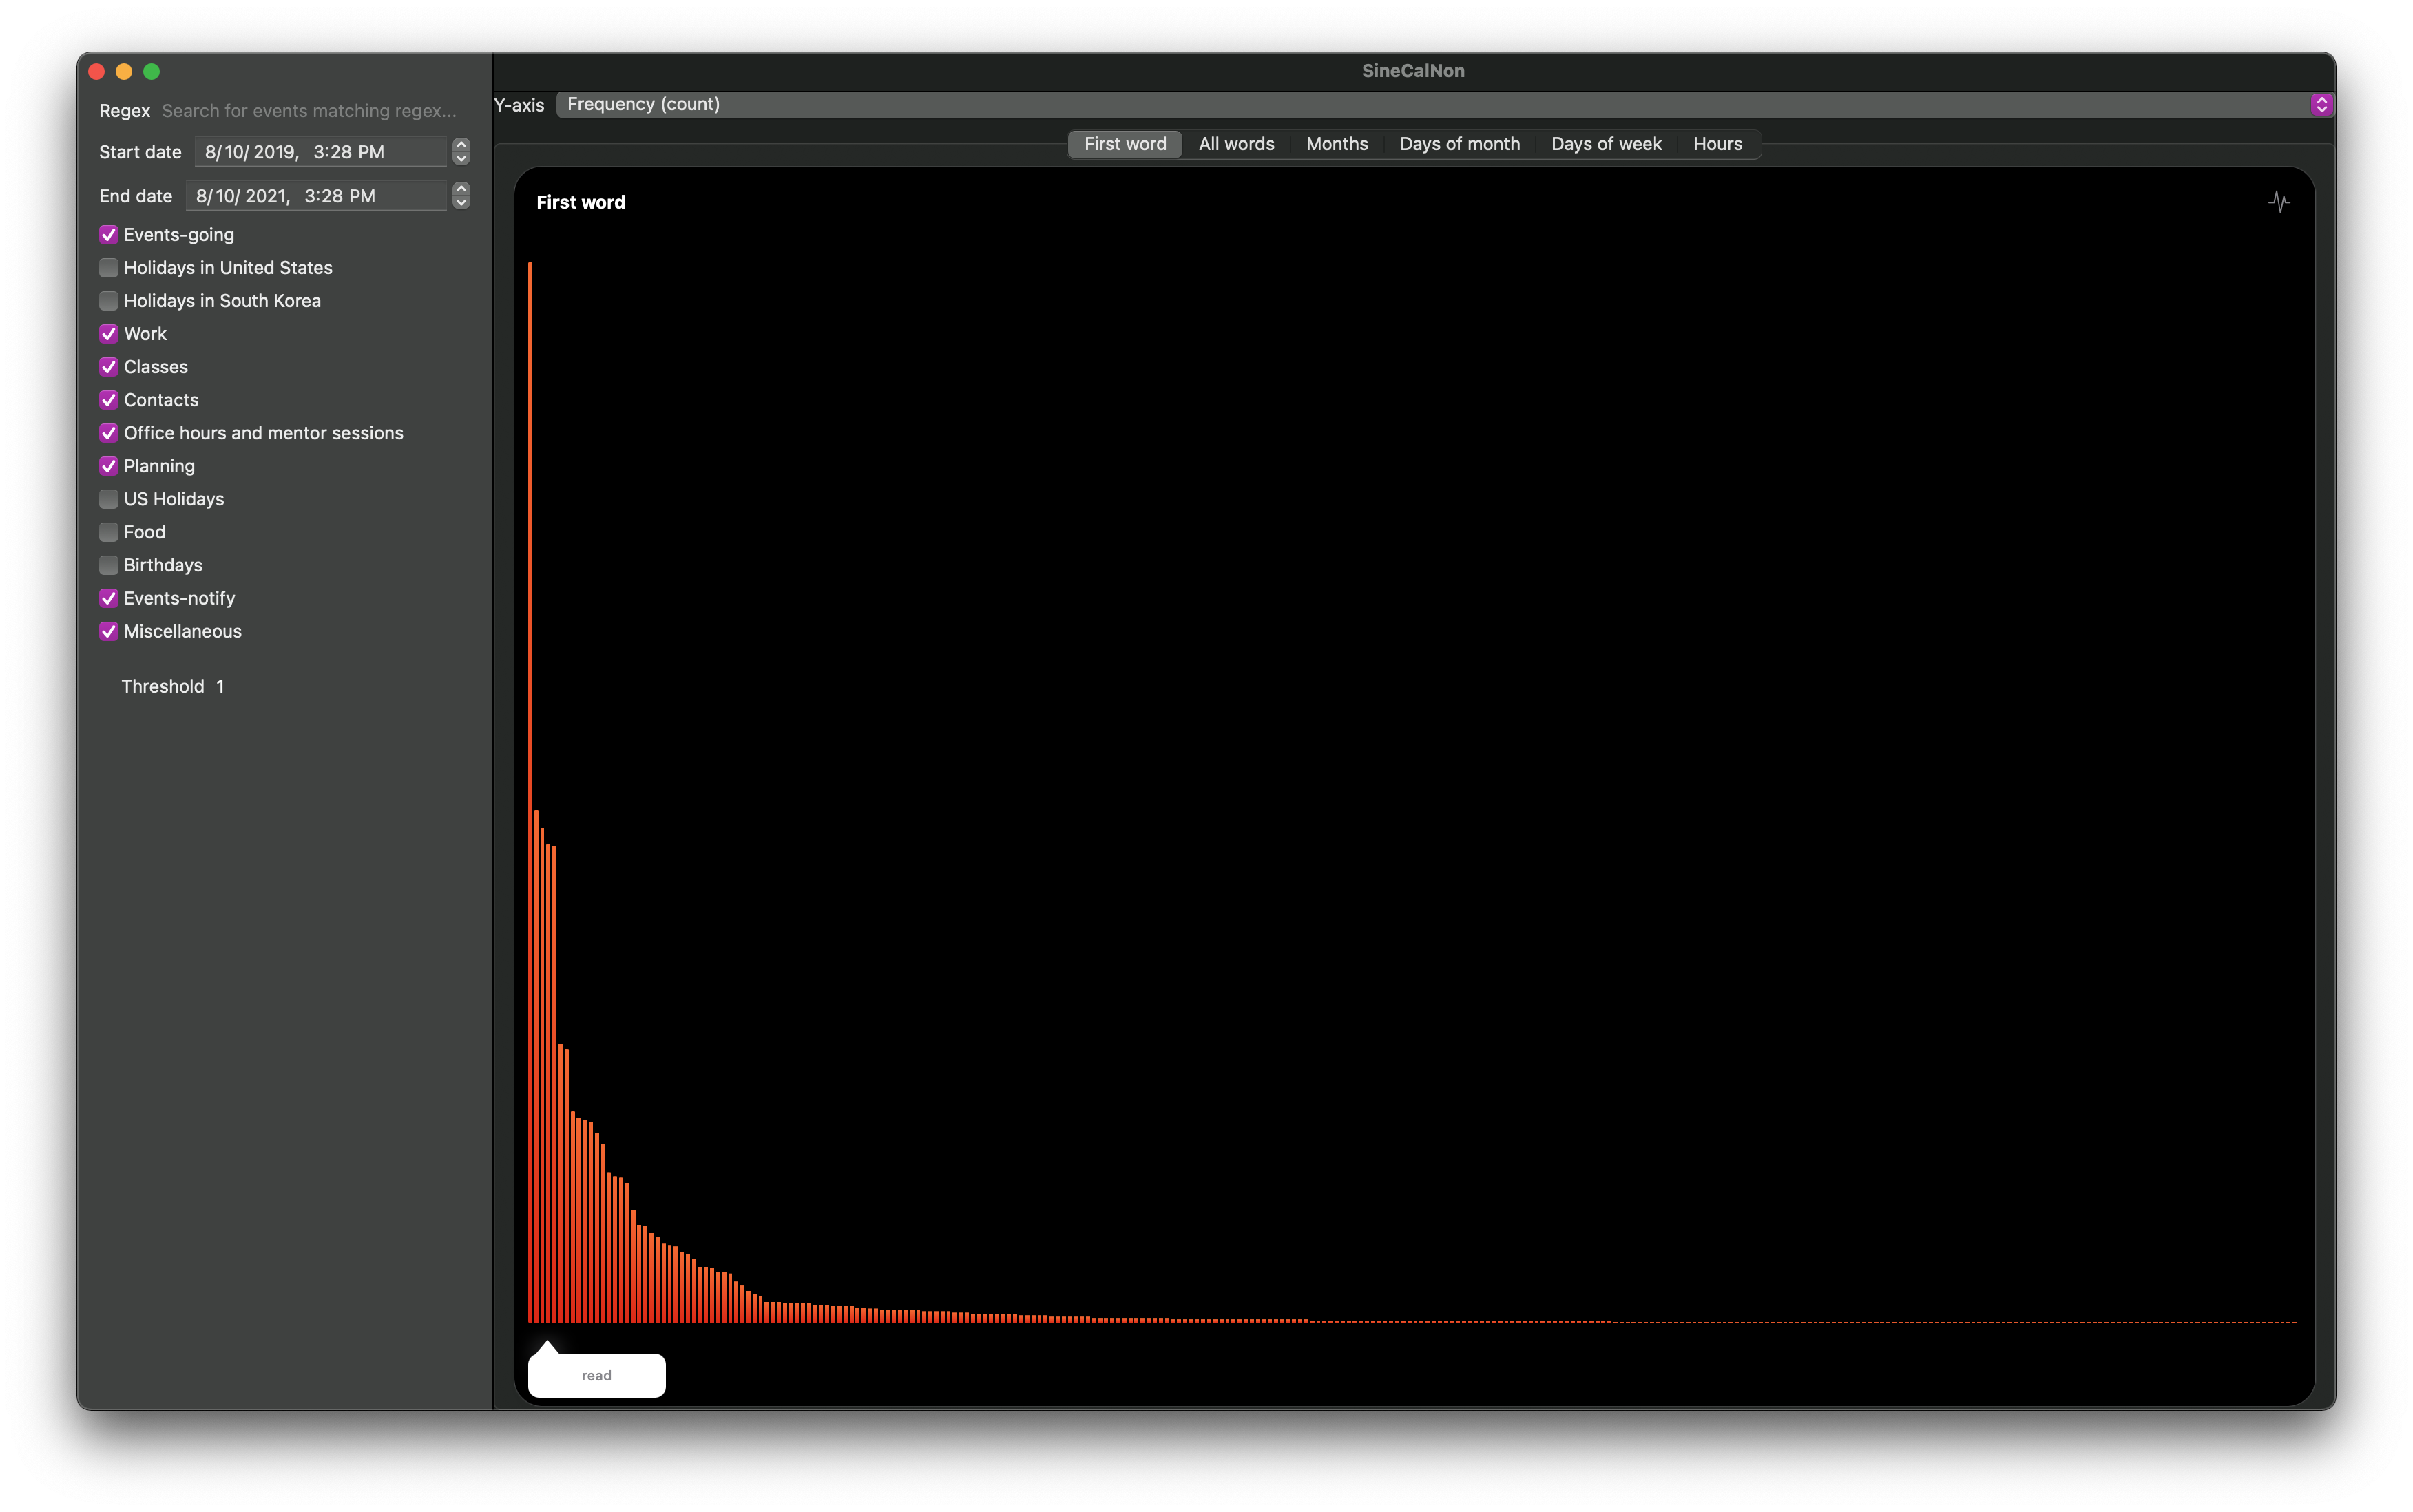 SineCalNon
Regex Search for events matching regex...
Start date 8/10/2019, 3:28 PM
End date 8/10/2021, 3:28 PM
Events-going
Holidays in United States
Holidays in South Korea
Work
Classes
Contacts
Office hours and mentor sessions
Planning
US Holidays
Food
Birthdays
Events-notify
Miscellaneous
Threshold 1
Y-axis Frequency (count)
First word All words Months Days of month Days of week Hours
First word
read